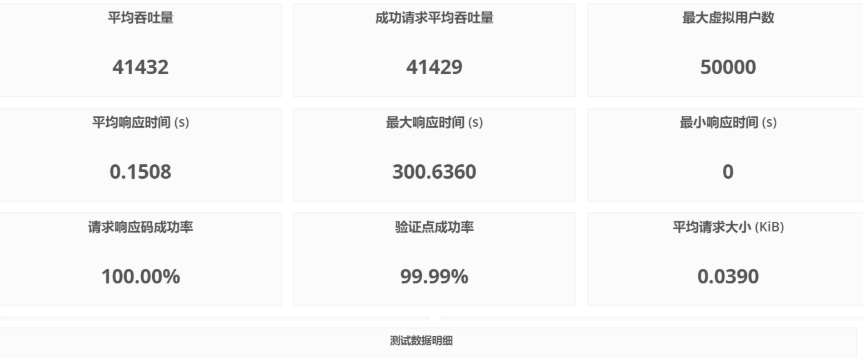 平均吞吐量 成功请求平均吞吐量 最大虚拟用户数
41432 41429 50000
平均响应时间 (s) 最大响应时间 (s) 最小响应时间 (s)
0.1508 300.6360 0
请求响应码成功率 验证点成功率 平均请求大小 (KiB)
100.00% 99.99% 0.0390
测试数据明细